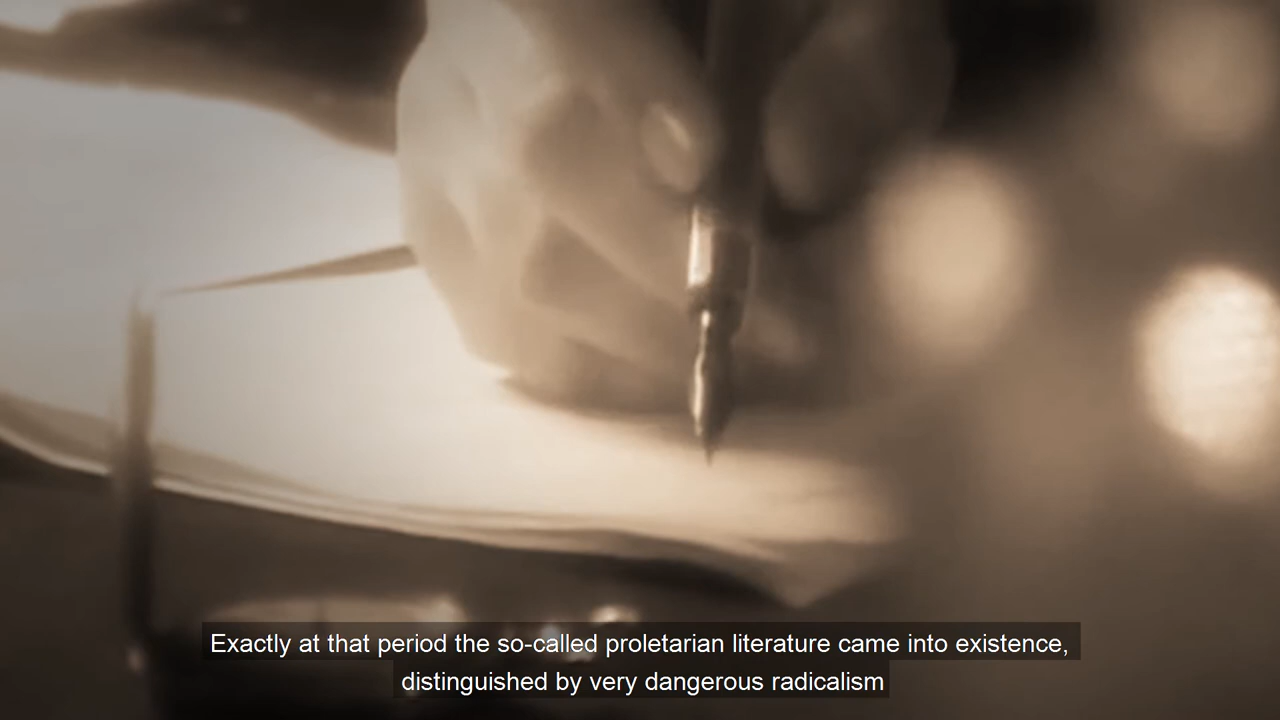 Exactly at that period the so-called proletarian literature came into existence,
distinguished by very dangerous radicalism